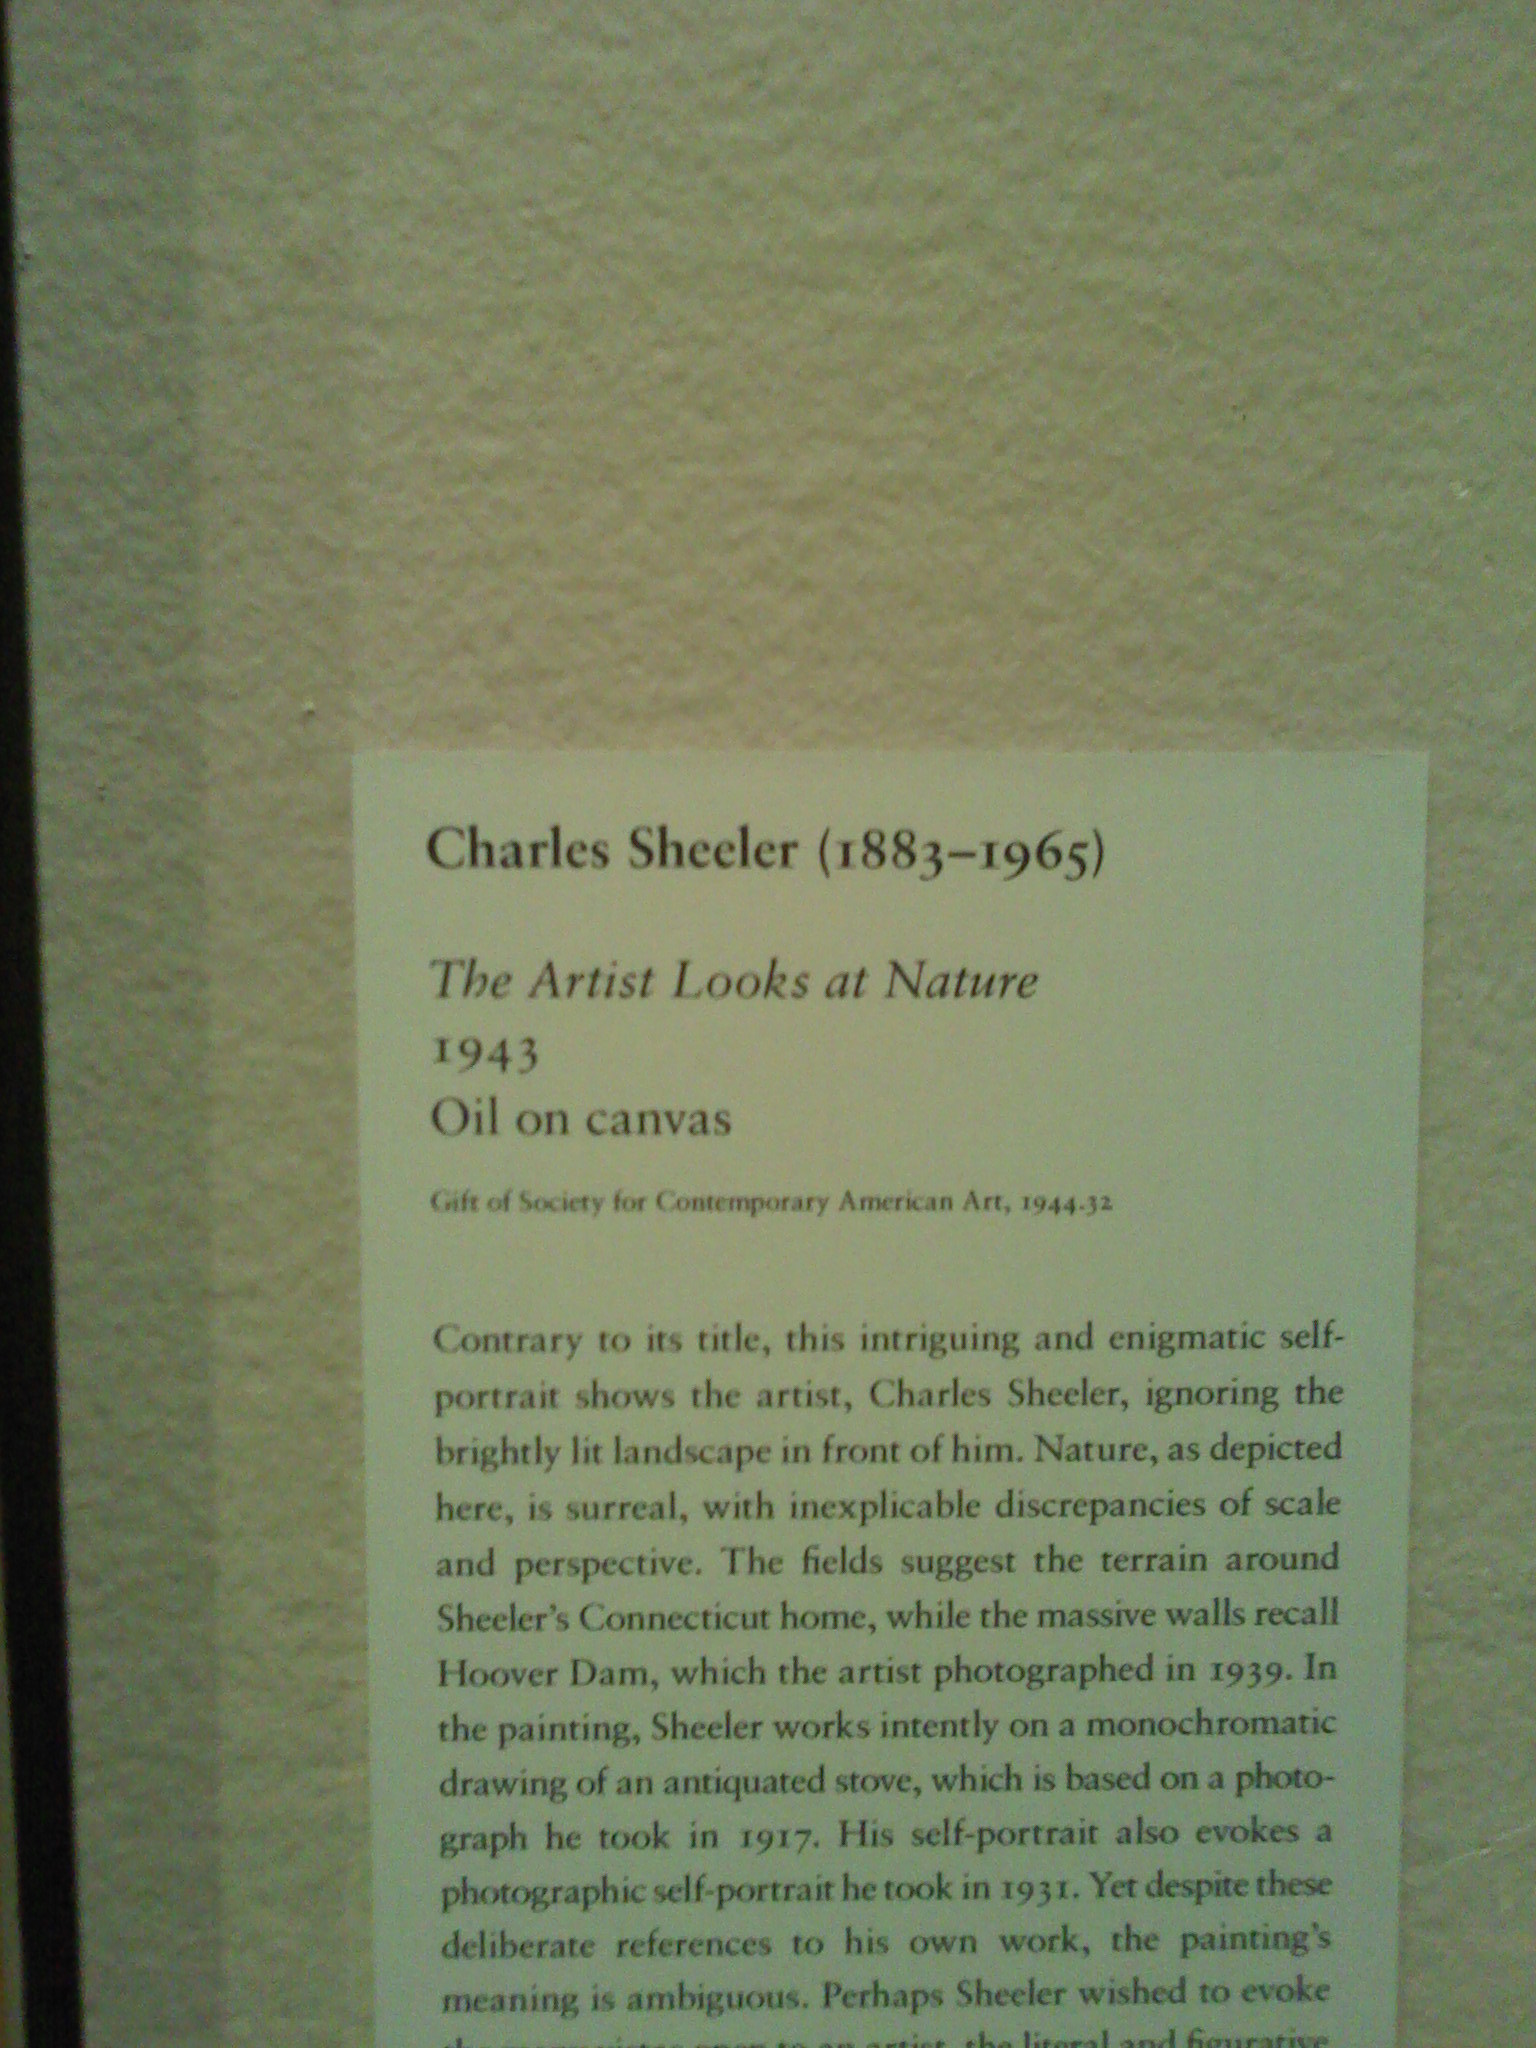 Charles Sheeler (1883–1965)
The Artist Looks at Nature
1943
Oil on canvas
Gift of Society for Contemporary American Art, 1944.32
Contrary to its title, this intriguing and enigmatic self-
portrait shows the artist, Charles Sheeler, ignoring the
brightly lit landscape in front of him. Nature, as depicted
here, is surreal, with inexplicable discrepancies of scale
and perspective. The fields suggest the terrain around
Sheeler's Connecticut home, while the massive walls recall
Hoover Dam, which the artist photographed in 1939. In
the painting, Sheeler works intently on a monochromatic
drawing of an antiquated stove, which is based on a photo-
graph he took in 1917. His self-portrait also evokes a
photographic self-portrait he took in 1931. Yet despite these
deliberate references to his own work, the painting's
meaning is ambiguous. Perhaps Sheeler wished to evoke
to an artist, the literal and figurative